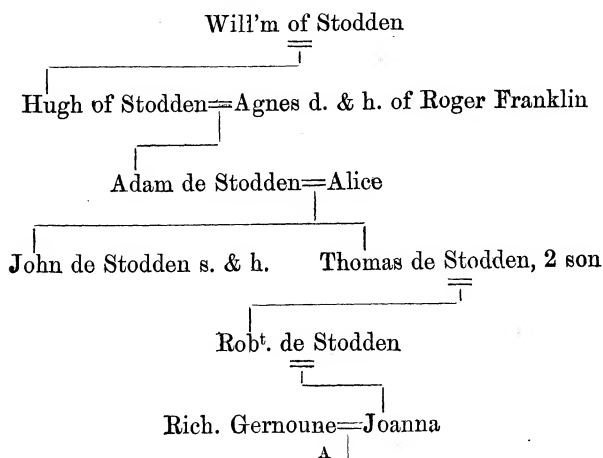 Will'm of Stodden
Hugh of Stodden=Agnes d. & h. of Roger Franklin
Adam de Stodden=Alice
John de Stodden s. & h. Thomas de Stodden, 2 son
Robᵗ. de Stodden
Rich. Gernoune=Joanna
A